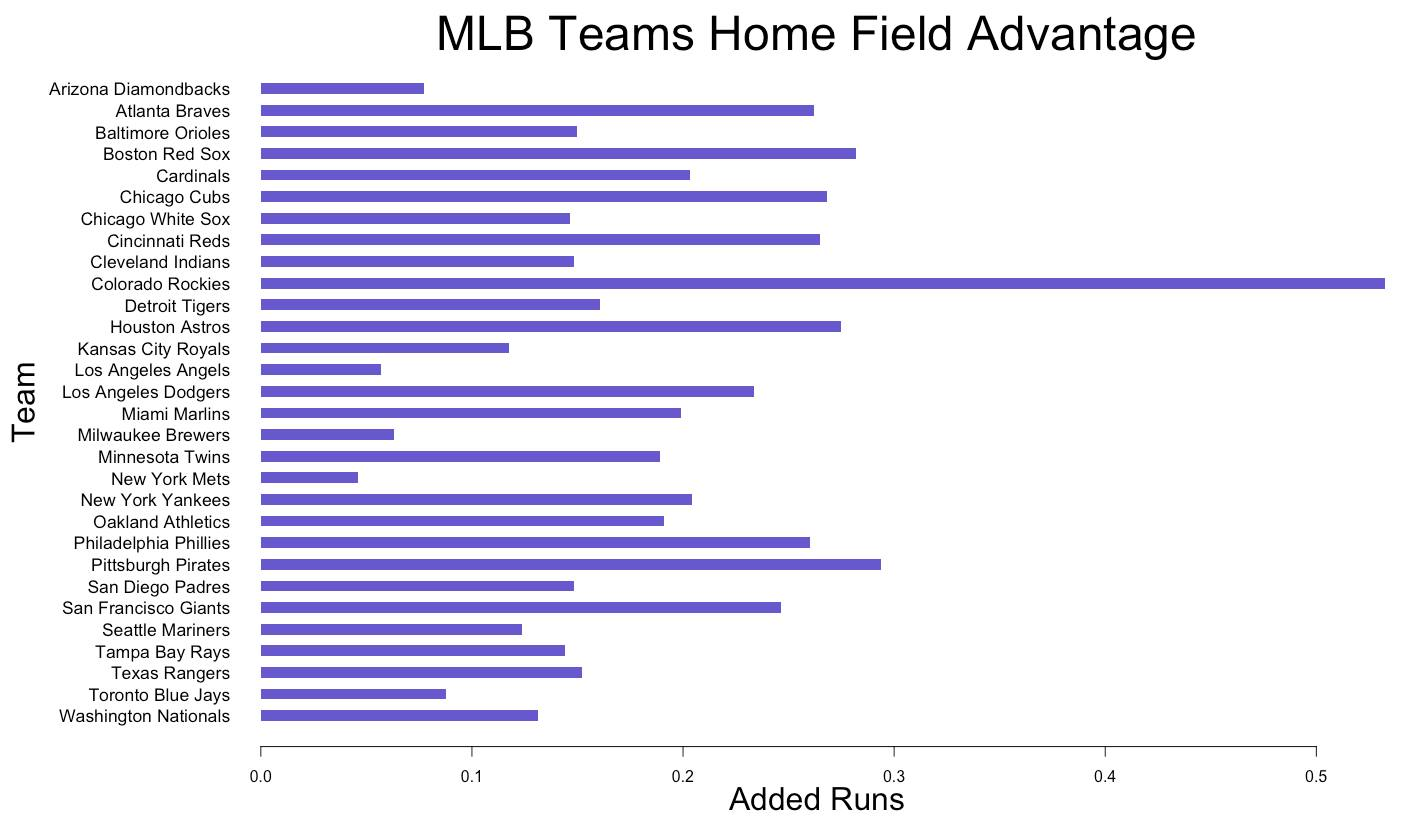 MLB Teams Home Field Advantage
Arizona Diamondbacks
Atlanta Braves
Baltimore Orioles
Boston Red Sox
Cardinals
Chicago Cubs
Chicago White Sox
Cincinnati Reds
Cleveland Indians
Colorado Rockies
Detroit Tigers
Houston Astros
Kansas City Royals
Los Angeles Angels
Los Angeles Dodgers
Miami Marlins
Milwaukee Brewers
Minnesota Twins
New York Mets
New York Yankees
Oakland Athletics
Philadelphia Phillies
Pittsburgh Pirates
San Diego Padres
San Francisco Giants
Seattle Mariners
Tampa Bay Rays
Texas Rangers
Toronto Blue Jays
Washington Nationals
Team
0.0 0.1 0.2 0.3 0.4 0.5
Added Runs